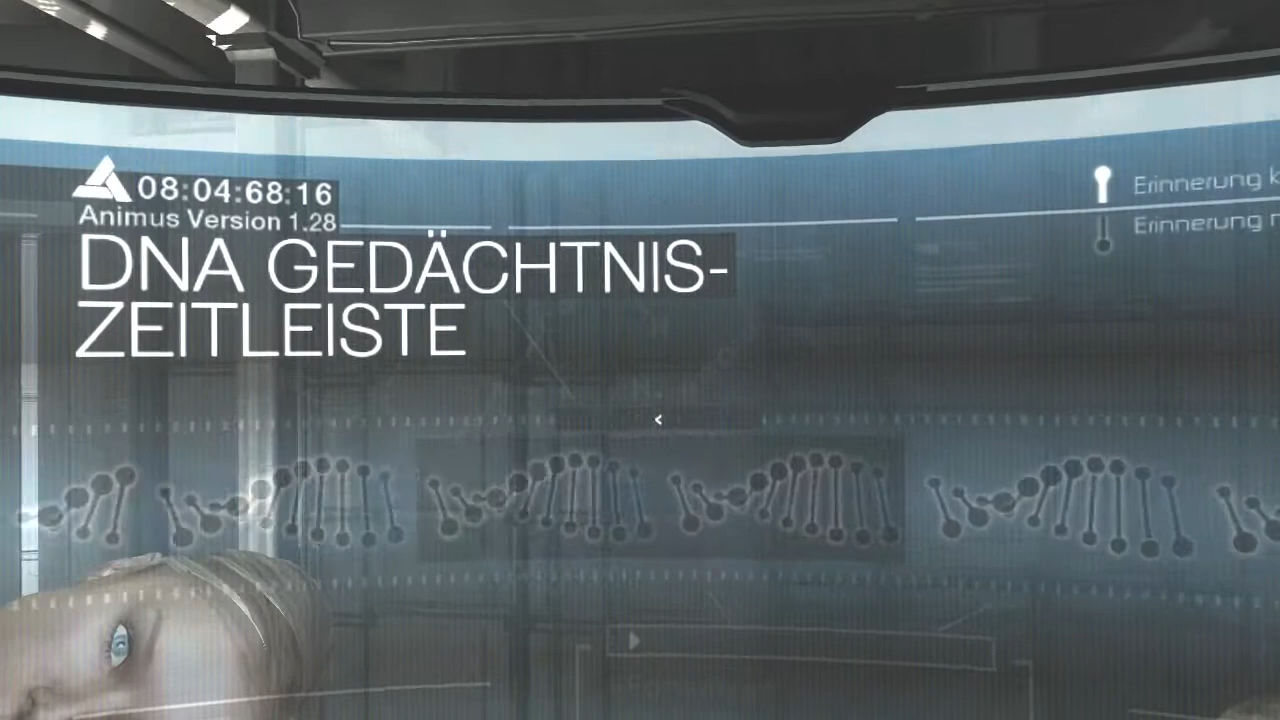 08:04:68:16
Animus Version 1.28
DNA GEDÄCHTNIS-
ZEITLEISTE
Erinnerung
Erinnerung